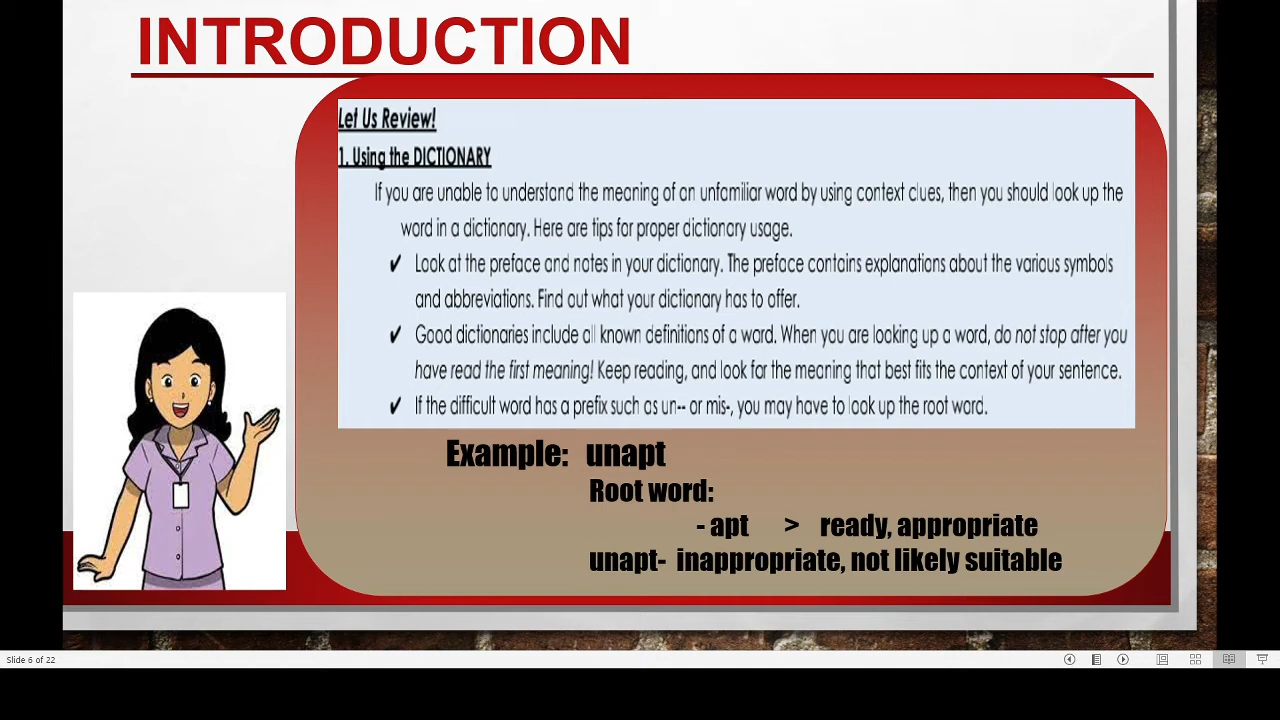 INTRODUCTION
Let Us Review!
1. Using the DICTIONARY
If you are unable to understand the meaning of an unfamiliar word by using context clues, then you should look up the
word in a dictionary. Here are tips for proper dictionary usage.
✔ Look at the preface and notes in your dictionary. The preface contains explanations about the various symbols
and abbreviations. Find out what your dictionary has to offer.
✔ Good dictionaries include all known definitions of a word. When you are looking up a word, do not stop after you
have read the first meaning! Keep reading, and look for the meaning that best fits the context of your sentence.
✔ If the difficult word has a prefix such as un-- or mis-, you may have to look up the root word.
Example: unapt
Root word:
- apt > ready, appropriate
unapt- inappropriate, not likely suitable
Slide 6 of 22